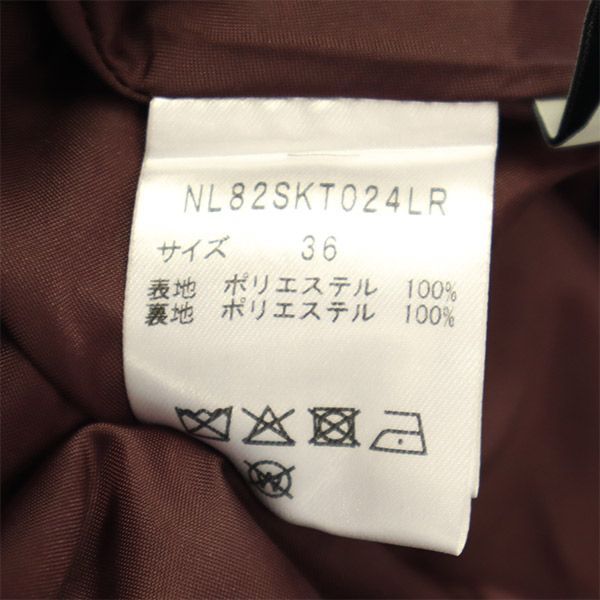 NL82SKT024LR
サイズ 36
表地 ポリエステル 100%
裏地 ポリエステル 100%